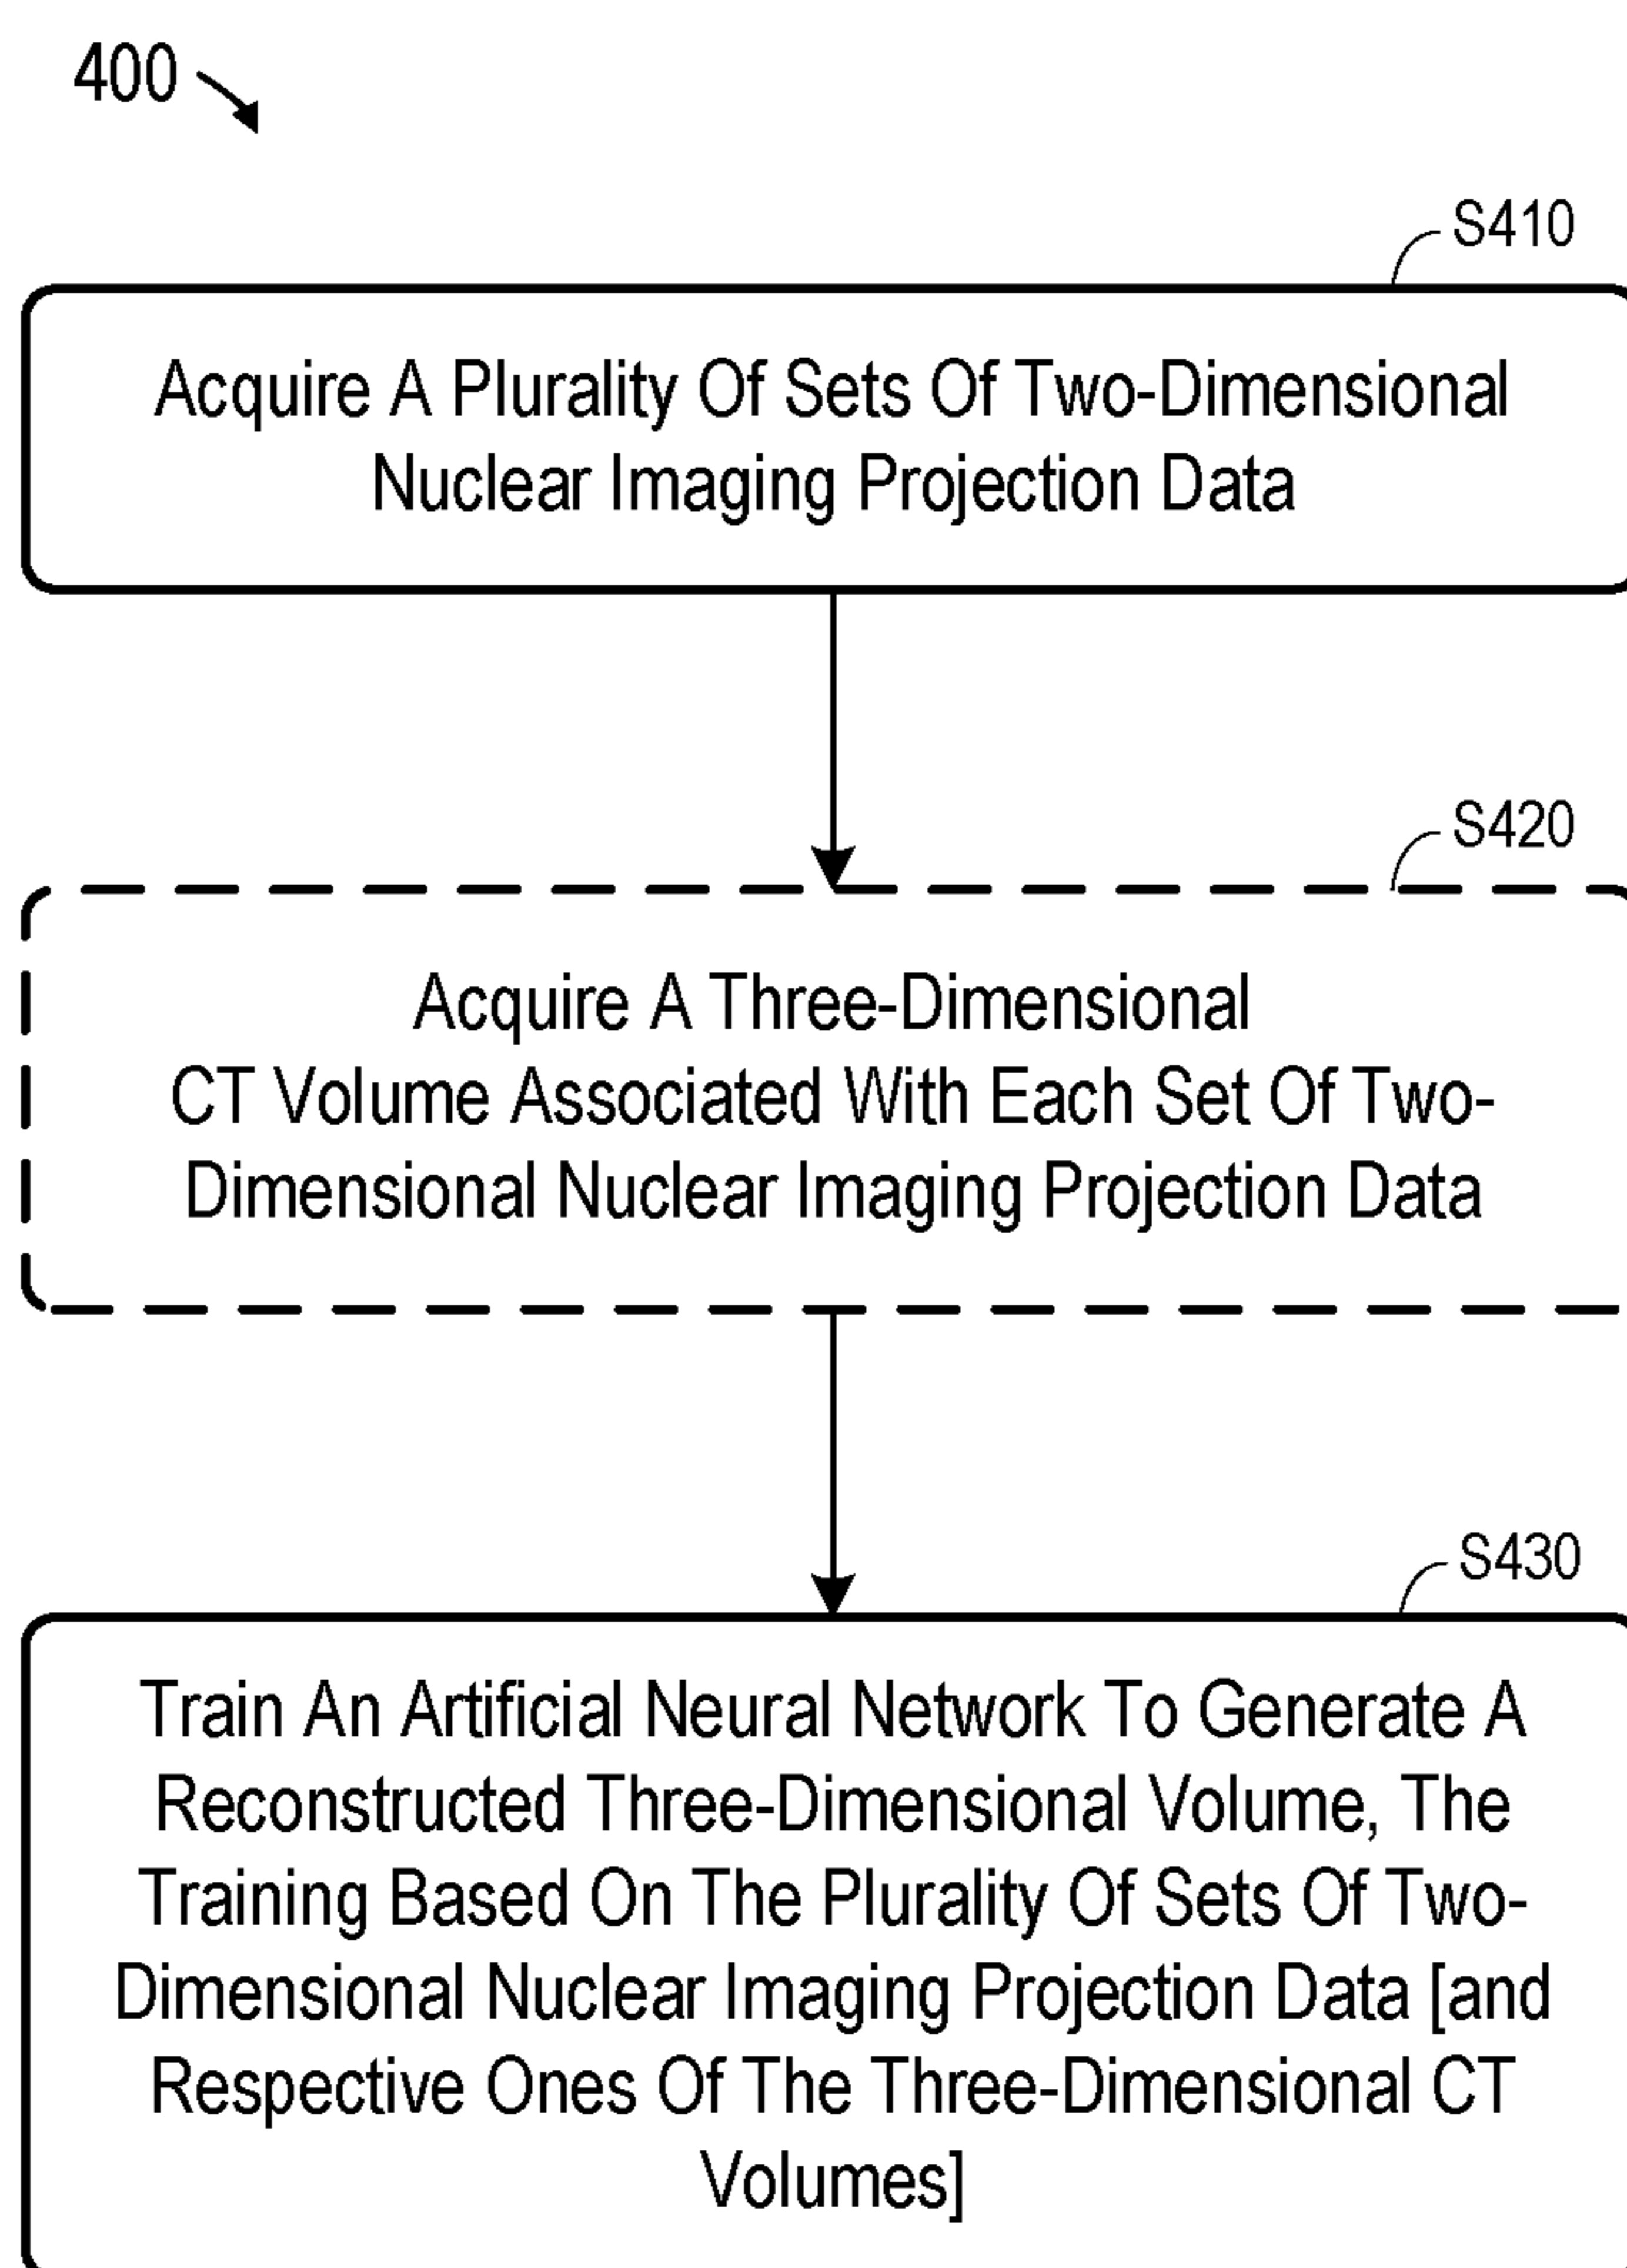 400
S410
Acquire A Plurality Of Sets Of Two-Dimensional
Nuclear Imaging Projection Data
S420
Acquire A Three-Dimensional
CT Volume Associated With Each Set Of Two-
Dimensional Nuclear Imaging Projection Data
S430
Train An Artificial Neural Network To Generate A
Reconstructed Three-Dimensional Volume, The
Training Based On The Plurality Of Sets Of Two-
Dimensional Nuclear Imaging Projection Data [and
Respective Ones Of The Three-Dimensional CT
Volumes]